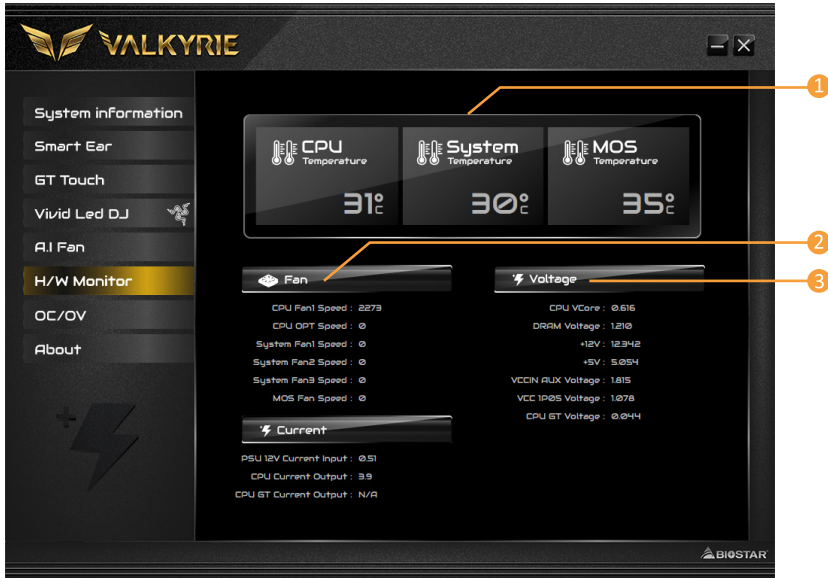 VALKYRIE
System information
Smart Ear
GT Touch
Vivid Led DJ
A.I Fan
H/W Monitor
OC/OV
About
1
CPU
Temperature
31°C
System
Temperature
30°C
MOS
Temperature
35°C
2
Fan
CPU Fan1 Speed : 2273
CPU OPT Speed : 0
System Fan1 Speed : 0
System Fan2 Speed : 0
System Fan3 Speed : 0
MOS Fan Speed : 0
Current
PSU 12V Current Input : 0.51
CPU Current Output : 3.9
CPU GT Current Output : N/A
3
Voltage
CPU VCore : 0.616
DRAM Voltage : 1.210
+12V : 12.342
+5V : 5.054
VCCIN AUX Voltage : 1.815
VCC 1P05 Voltage : 1.078
CPU GT Voltage : 0.044
BIOSTAR